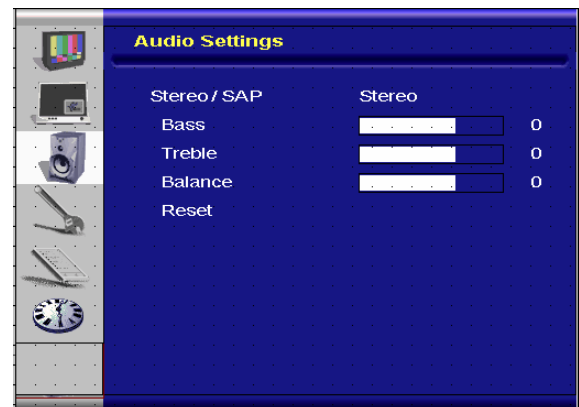 Audio Settings
Stereo / SAP Stereo
Bass 0
Treble 0
Balance 0
Reset